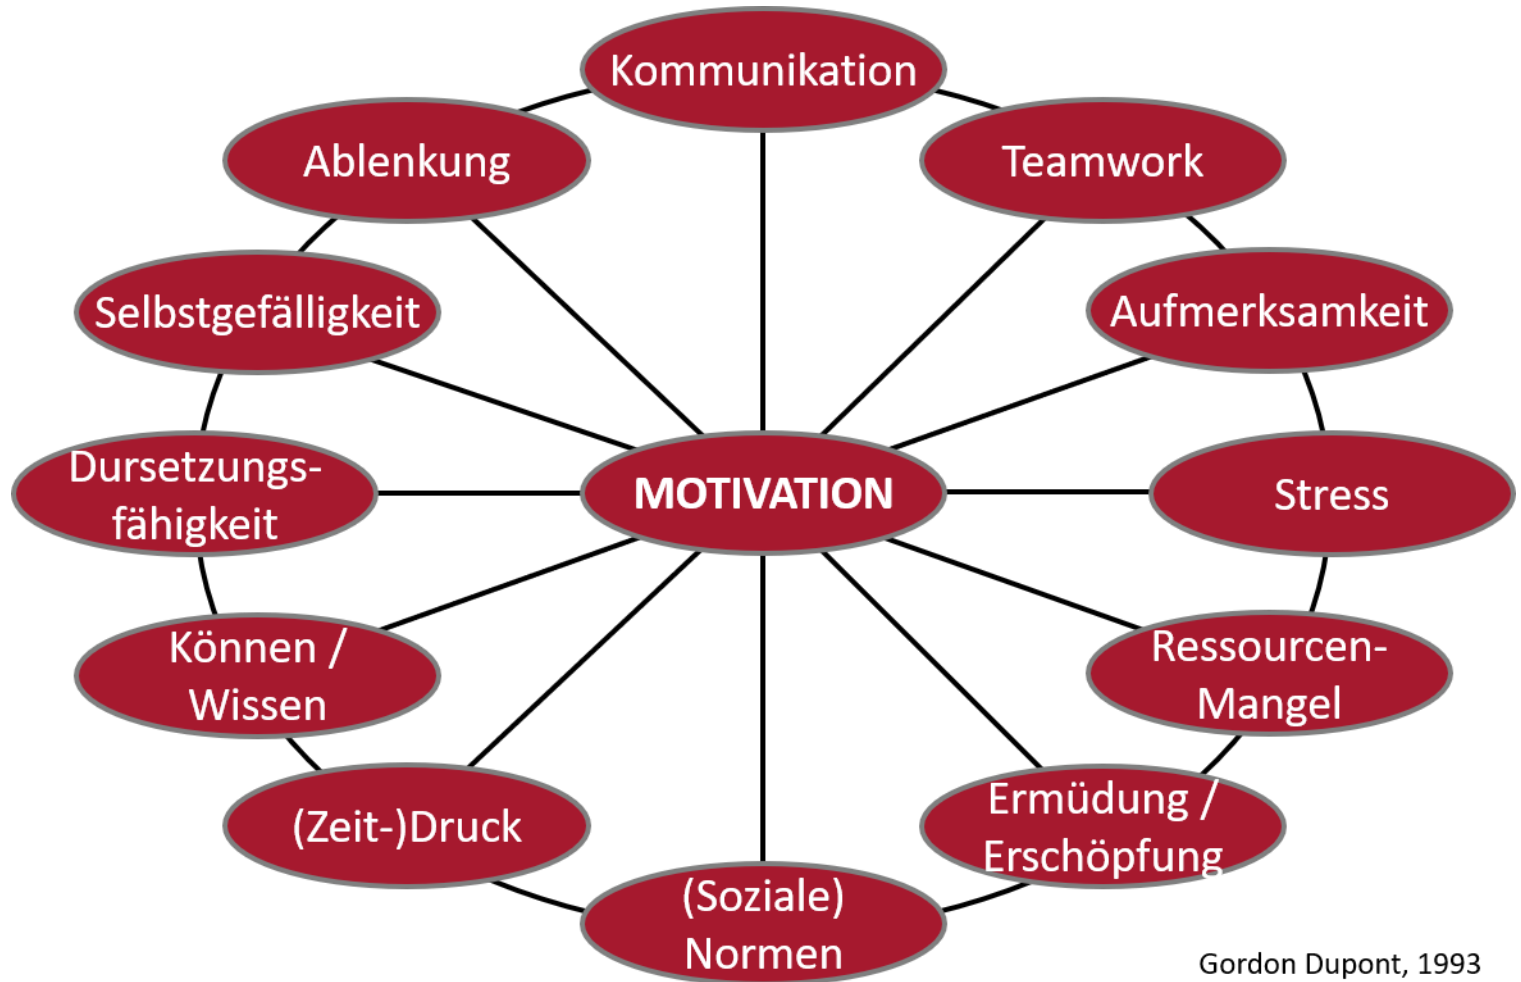 Kommunikation
Ablenkung
Teamwork
Selbstgefälligkeit
Aufmerksamkeit
Dursetzungs-
fähigkeit
MOTIVATION
Stress
Können /
Wissen
Ressourcen-
Mangel
(Zeit-)Druck
Ermüdung /
Erschöpfung
(Soziale)
Normen
Gordon Dupont, 1993